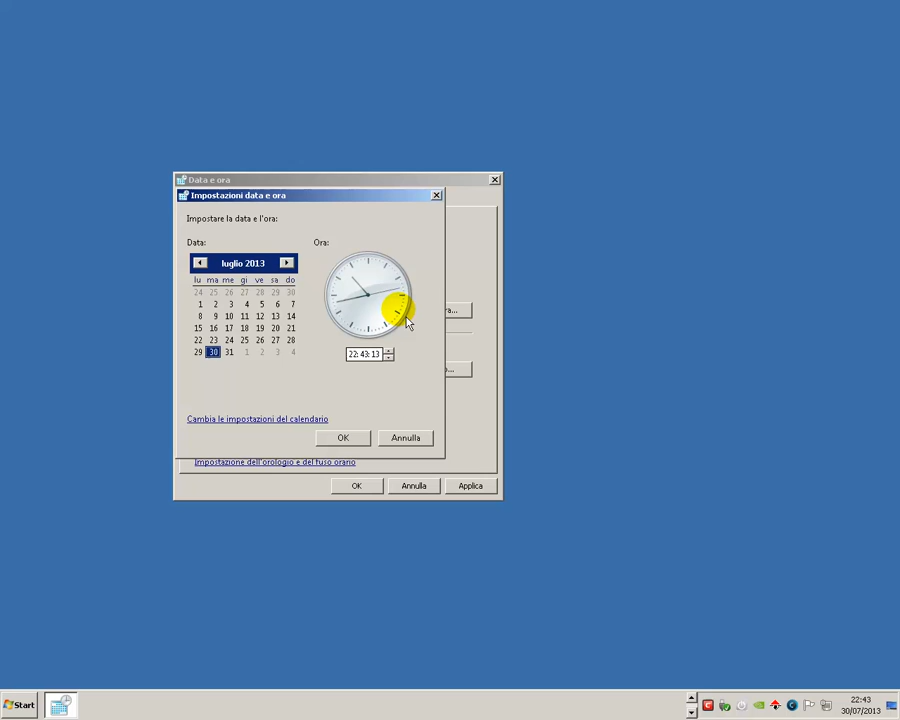 Data e ora
Impostazioni data e ora
Impostare la data e l'ora:
Data:
Ora:
luglio 2013
lu ma me gi ve sa do
24 25 26 27 28 29 30
1 2 3 4 5 6 7
8 9 10 11 12 13 14
15 16 17 18 19 20 21
22 23 24 25 26 27 28
29 30 31 1 2 3 4
22:43:13
a...
o...
Cambia le impostazioni del calendario
OK
Annulla
Impostazione dell'orologio e del fuso orario
OK
Annulla
Applica
Start
22:43
30/07/2013